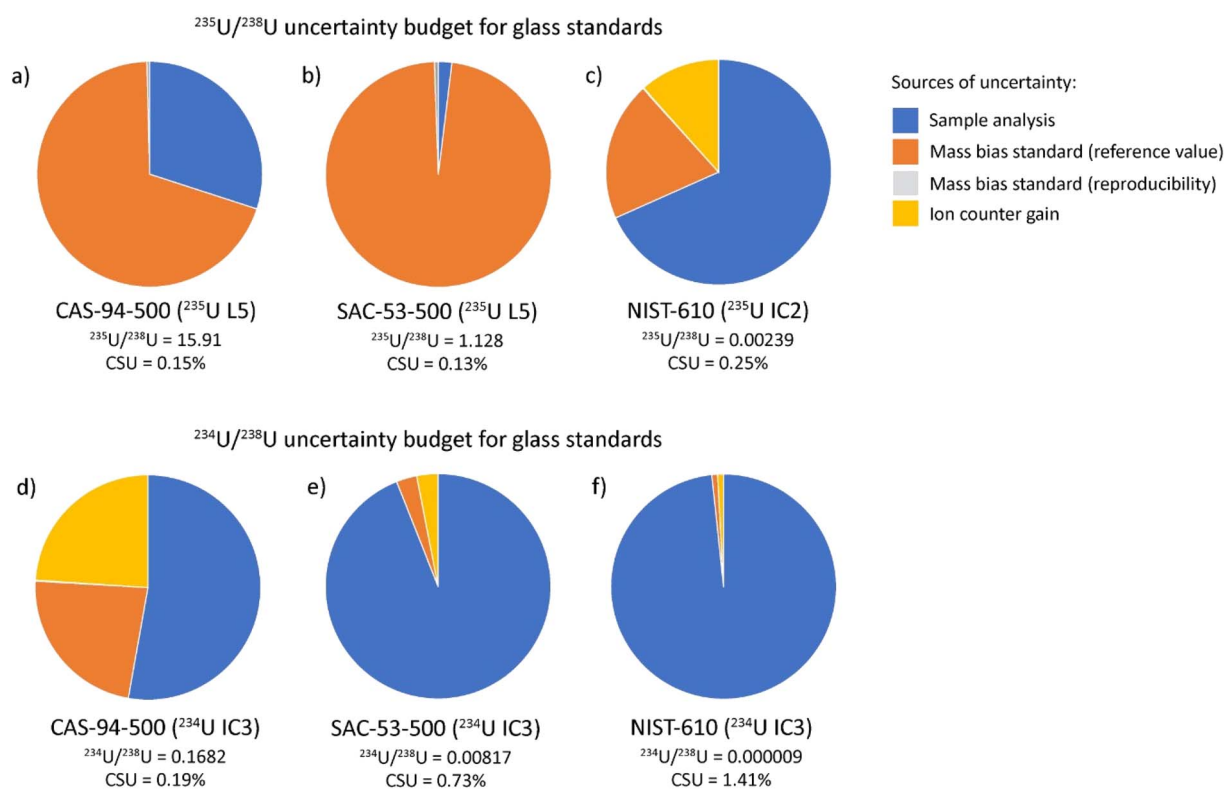 ²³⁵U/²³⁸U uncertainty budget for glass standards
a)
b)
c)
Sources of uncertainty:
Sample analysis
Mass bias standard (reference value)
Mass bias standard (reproducibility)
Ion counter gain
CAS-94-500 (²³⁵U L5)
²³⁵U/²³⁸U = 15.91
CSU = 0.15%
SAC-53-500 (²³⁵U L5)
²³⁵U/²³⁸U = 1.128
CSU = 0.13%
NIST-610 (²³⁵U IC2)
²³⁵U/²³⁸U = 0.00239
CSU = 0.25%
²³⁴U/²³⁸U uncertainty budget for glass standards
d)
e)
f)
CAS-94-500 (²³⁴U IC3)
²³⁴U/²³⁸U = 0.1682
CSU = 0.19%
SAC-53-500 (²³⁴U IC3)
²³⁴U/²³⁸U = 0.00817
CSU = 0.73%
NIST-610 (²³⁴U IC3)
²³⁴U/²³⁸U = 0.000009
CSU = 1.41%